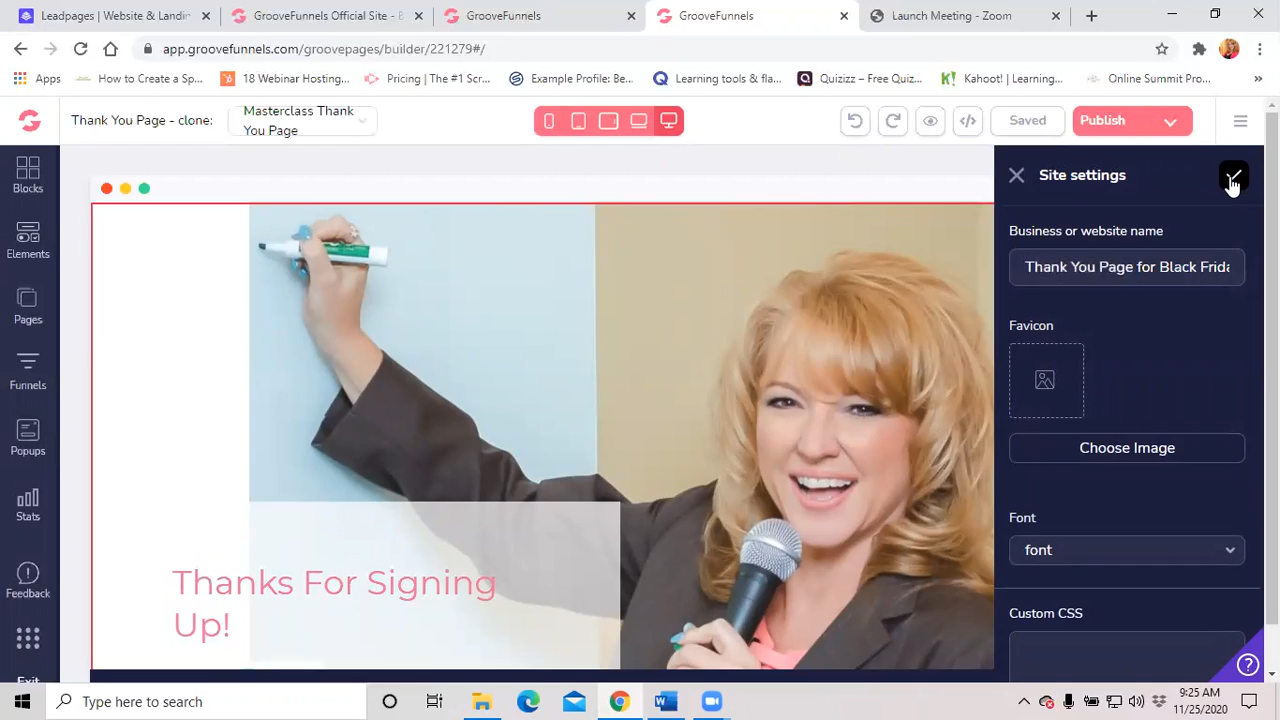 Leadpages | Website & Landin
GrooveFunnels Official Site -
GrooveFunnels
GrooveFunnels
Launch Meeting - Zoom
app.groovefunnels.com/groovepages/builder/221279#/
Apps
How to Create a Sp...
18 Webinar Hosting...
Pricing | The #1 Scr...
Example Profile: Be...
Learning tools & fla...
Quizizz – Free Quiz...
Kahoot! | Learning...
Online Summit Pro...
»
Thank You Page - clone:
Masterclass Thank
You Page
Saved
Publish
Blocks
Elements
Pages
Funnels
Popups
Stats
Feedback
Exit
Thanks For Signing
Up!
Site settings
Business or website name
Thank You Page for Black Frida
Favicon
Choose Image
Font
font
Custom CSS
?
Type here to search
9:25 AM
11/25/2020